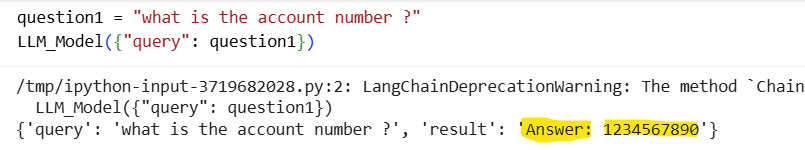 question1 = "what is the account number ?"
LLM_Model({"query": question1})
/tmp/ipython-input-3719682028.py:2: LangChainDeprecationWarning: The method `Chain
  LLM_Model({"query": question1})
{'query': 'what is the account number ?', 'result': 'Answer: 1234567890'}